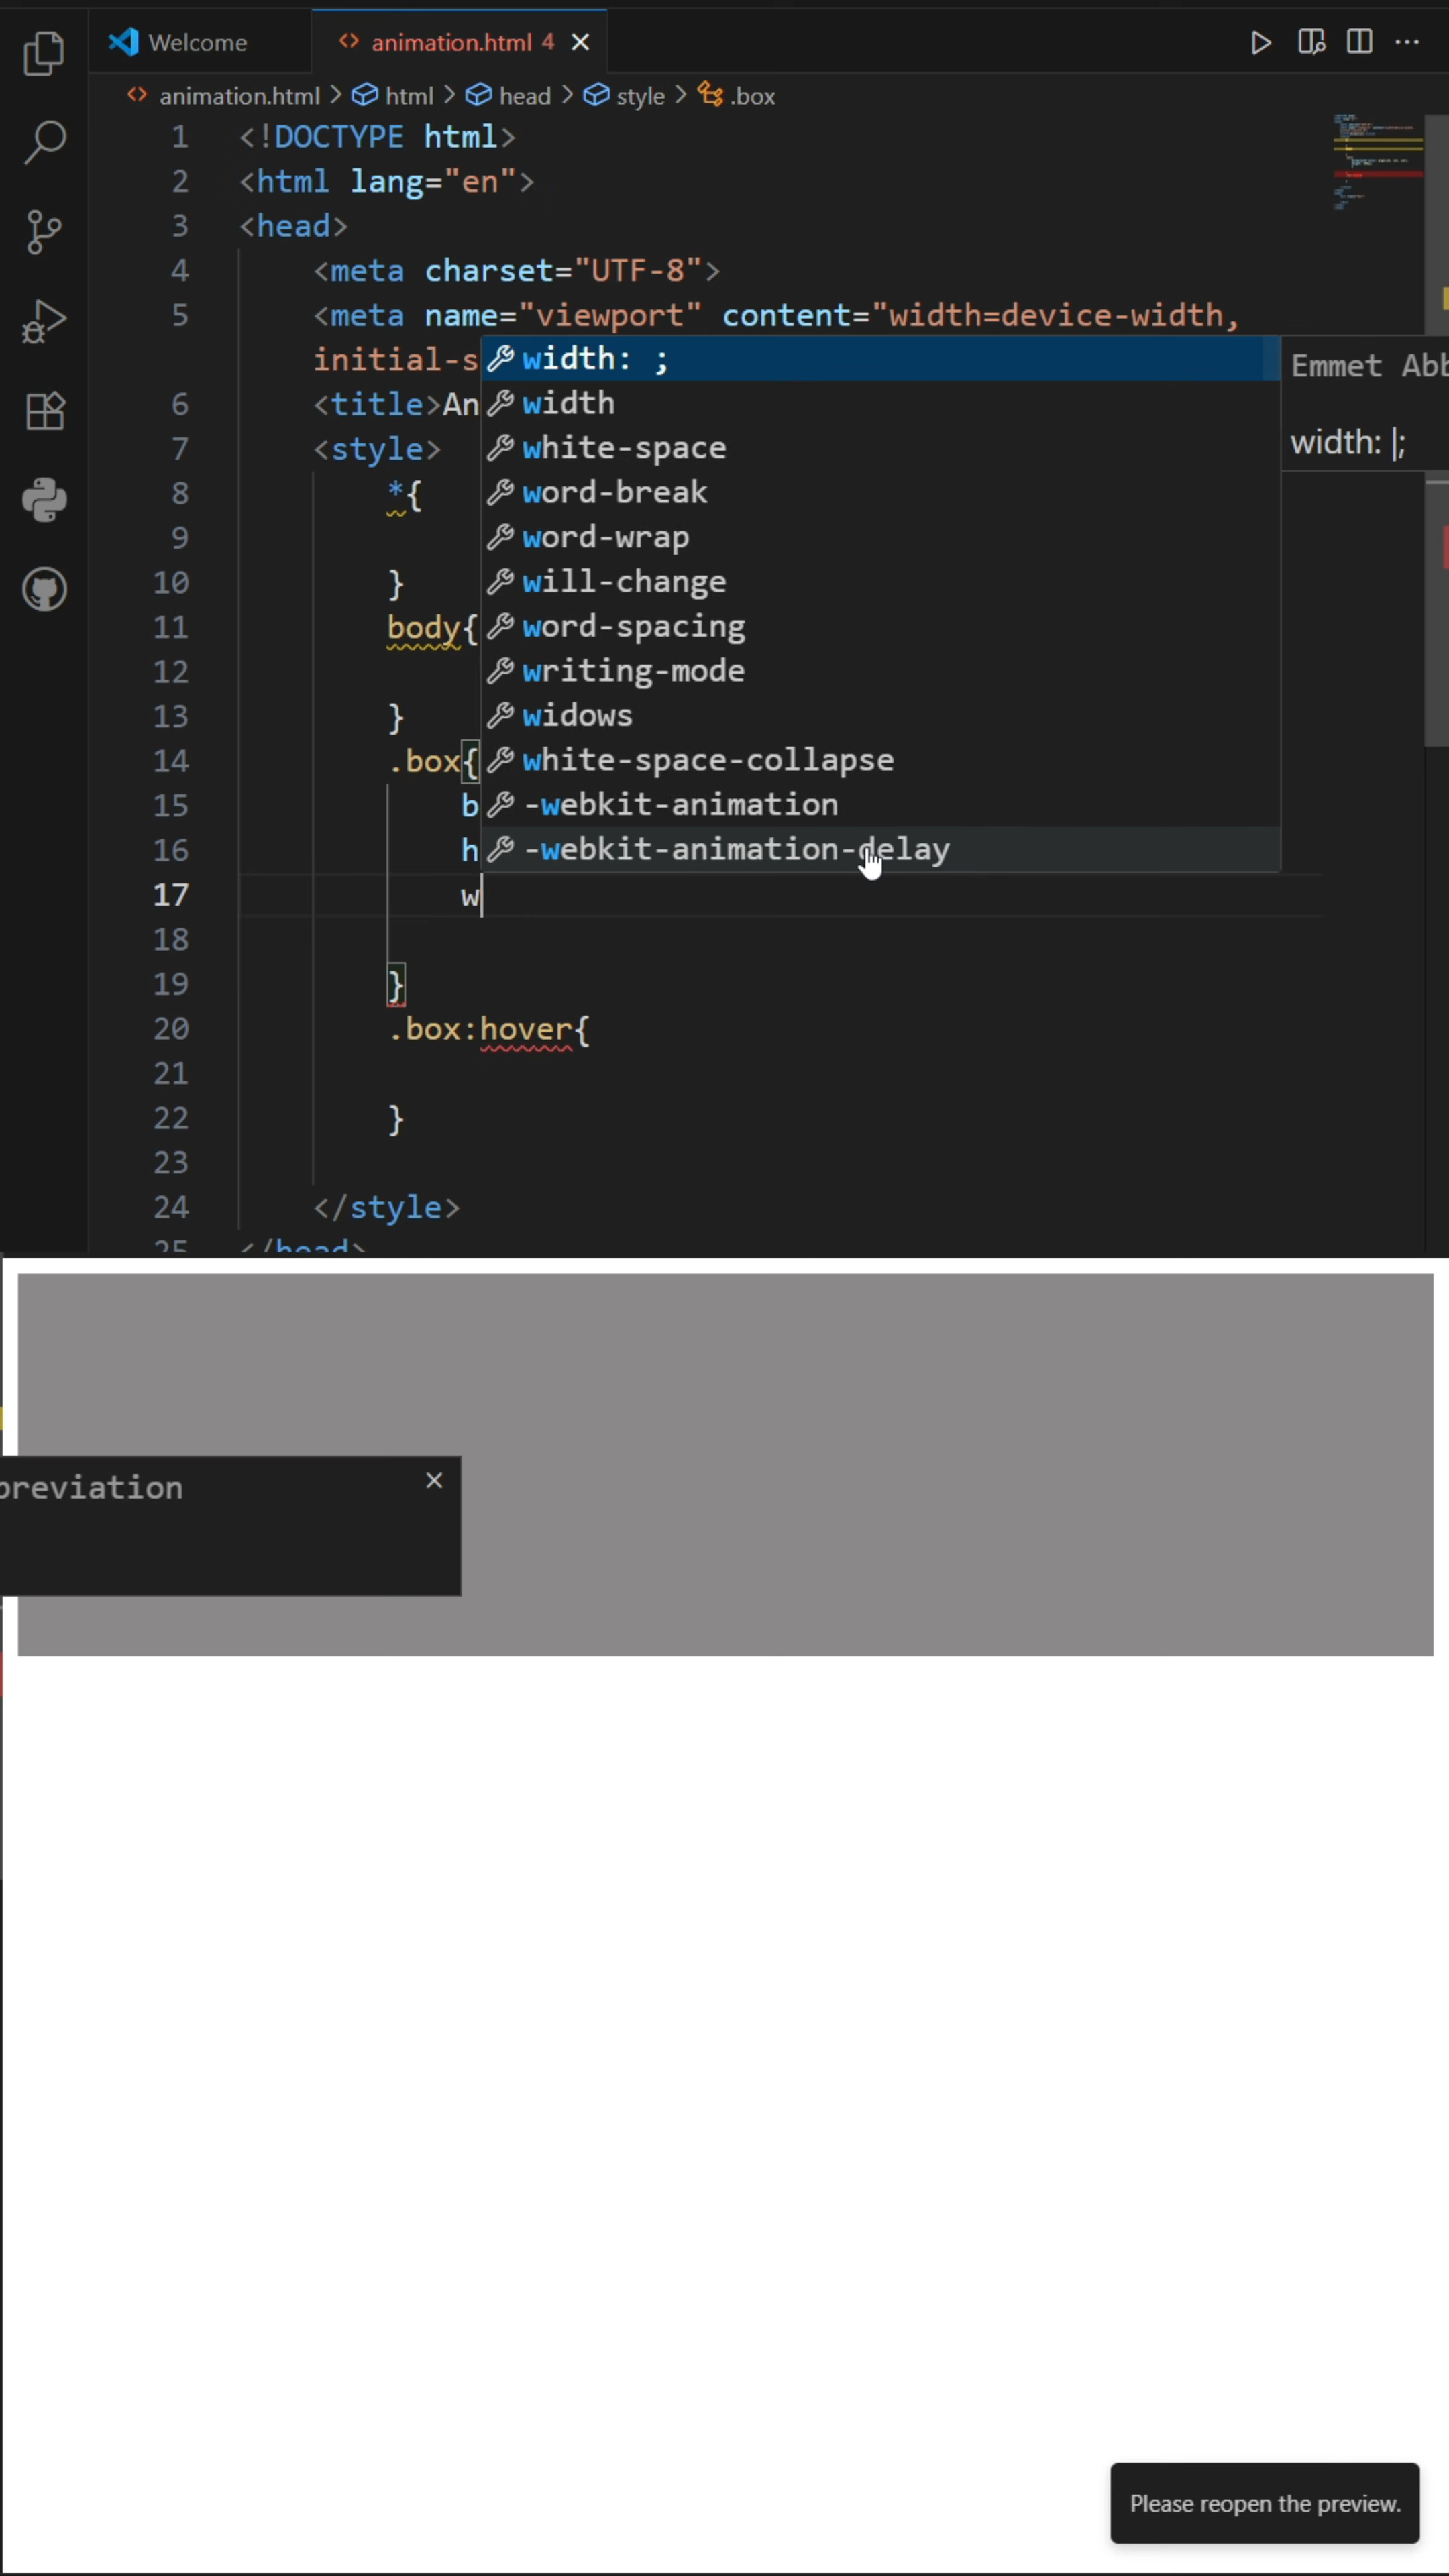 Welcome
animation.html 4
animation.html > html > head > style > .box
1 <!DOCTYPE html>
2 <html lang="en">
3 <head>
4 <meta charset="UTF-8">
5 <meta name="viewport" content="width=device-width,
initial-s
6 <title>An
7 <style>
8 *{
9
10 }
11 body{
12
13 }
14 .box{
15 b
16 h
17 w
18
19 }
20 .box:hover{
21
22 }
23
24 </style>
25 </head>
width: ;
width
white-space
word-break
word-wrap
will-change
word-spacing
writing-mode
widows
white-space-collapse
-webkit-animation
-webkit-animation-delay
Emmet Abb
width: |;
breviation
Please reopen the preview.